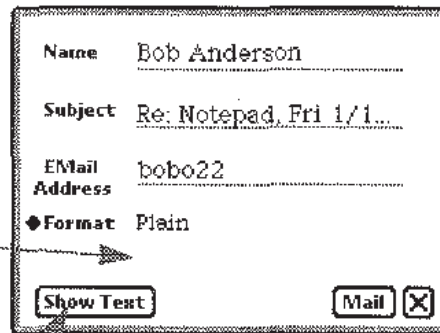 Name Bob Anderson
Subject Re: Notepad, Fri 1/1...
EMail Address bobo22
◆Format Plain
Show Text Mail